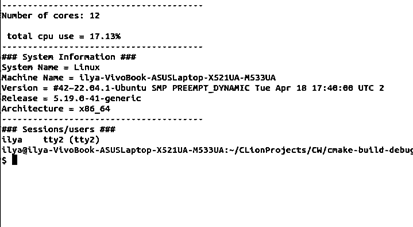 ----------------------------------
Number of cores: 12
total cpu use = 17.13%
----------------------------------
### System Information ###
System Name = Linux
Machine Name = ilya-VivoBook-ASUSLaptop-X521UA-M533UA
Version = #42~22.04.1-Ubuntu SMP PREEMPT_DYNAMIC Tue Apr 18 17:40:00 UTC 2
Release = 5.19.0-41-generic
Architecture = x86_64
----------------------------------
### Sessions/users ###
ilya tty2 (tty2)
ilya@ilya-VivoBook-ASUSLaptop-X521UA-M533UA:~/CLionProjects/CW/cmake-build-debug
$